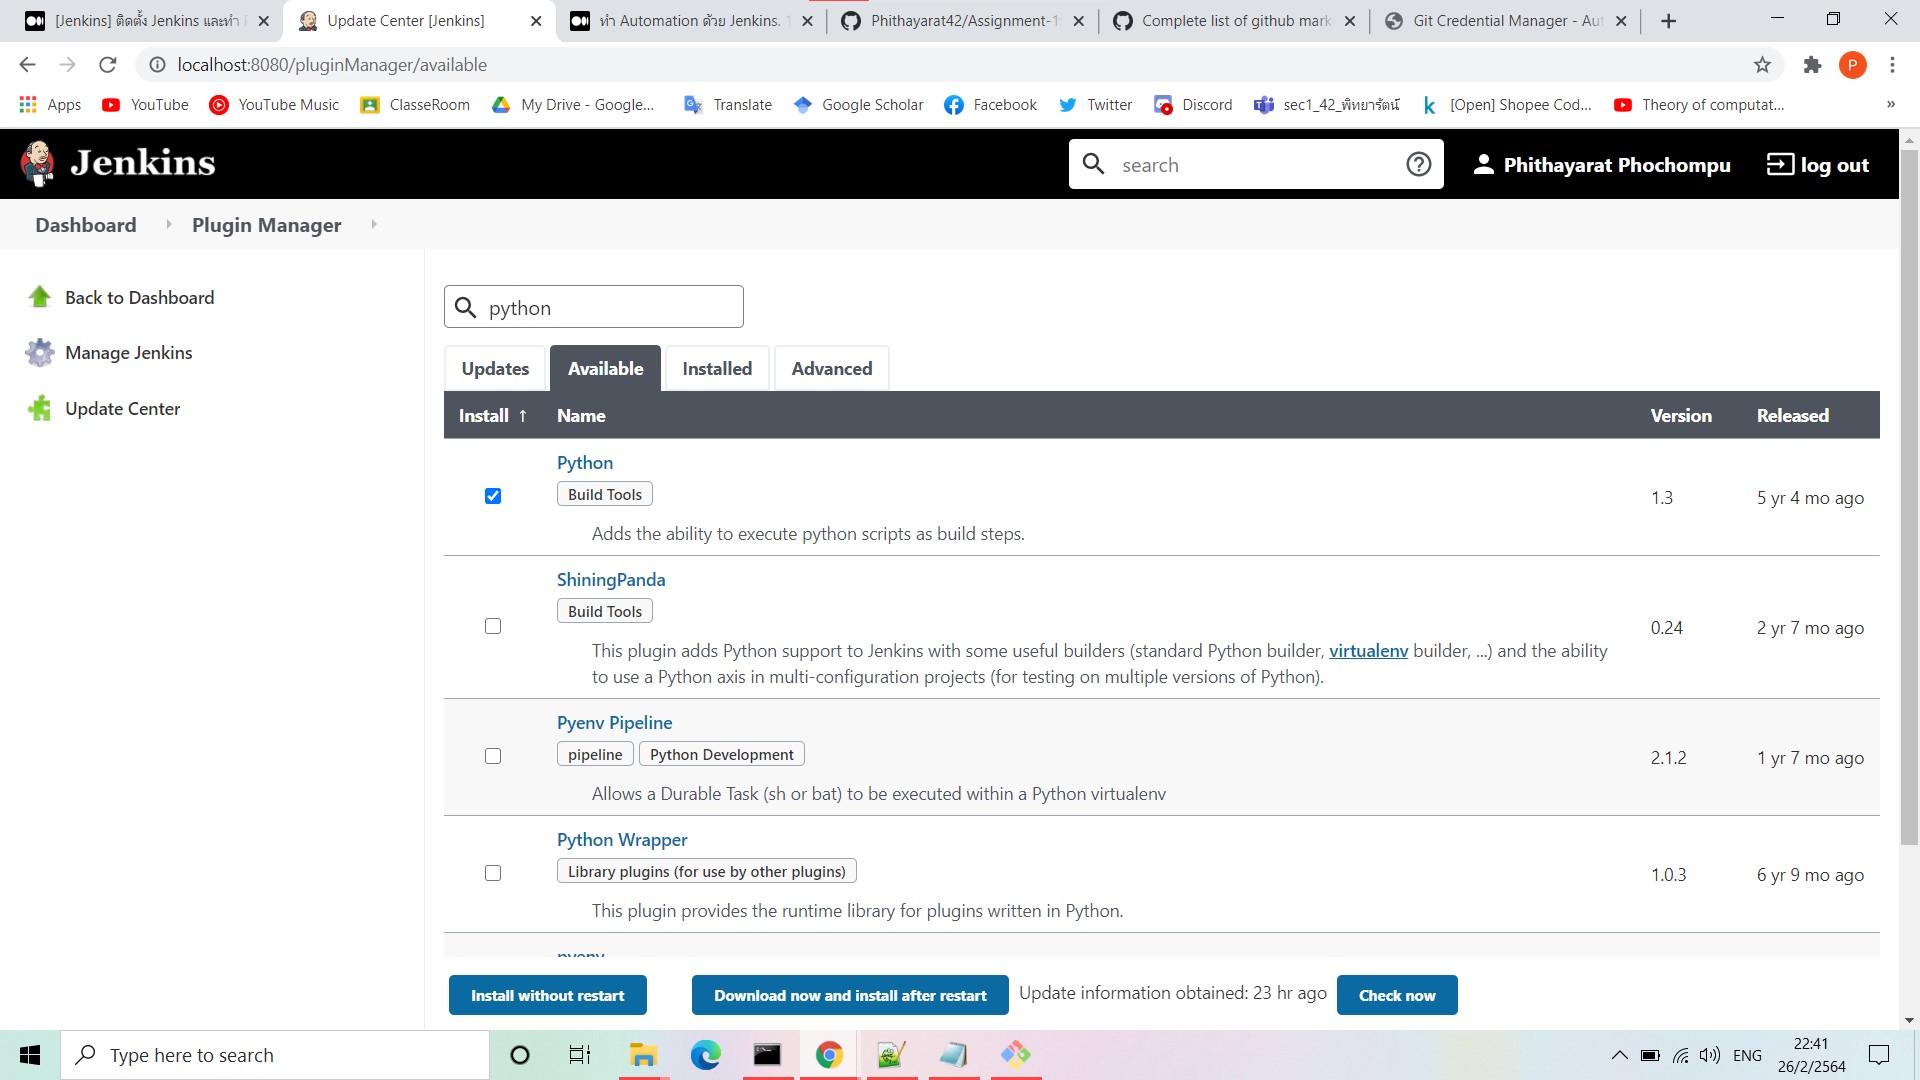 [Jenkins] ติดตั้ง Jenkins และทำ
Update Center [Jenkins]
ทำ Automation ด้วย Jenkins.
Phithayarat42/Assignment-1
Complete list of github mark
Git Credential Manager - Aut
localhost:8080/pluginManager/available
P
Apps
YouTube
YouTube Music
ClasseRoom
My Drive - Google...
Translate
Google Scholar
Facebook
Twitter
Discord
sec1_42_พิทยารัตน์
[Open] Shopee Cod...
Theory of computat...
»
Jenkins
search
Phithayarat Phochompu
log out
Dashboard
Plugin Manager
Back to Dashboard
Manage Jenkins
Update Center
python
Updates
Available
Installed
Advanced
Install ↑
Name
Version
Released
Python
Build Tools
Adds the ability to execute python scripts as build steps.
1.3
5 yr 4 mo ago
ShiningPanda
Build Tools
This plugin adds Python support to Jenkins with some useful builders (standard Python builder, virtualenv builder, ...) and the ability
to use a Python axis in multi-configuration projects (for testing on multiple versions of Python).
0.24
2 yr 7 mo ago
Pyenv Pipeline
pipeline
Python Development
Allows a Durable Task (sh or bat) to be executed within a Python virtualenv
2.1.2
1 yr 7 mo ago
Python Wrapper
Library plugins (for use by other plugins)
This plugin provides the runtime library for plugins written in Python.
1.0.3
6 yr 9 mo ago
pyenv
Install without restart
Download now and install after restart
Update information obtained: 23 hr ago
Check now
Type here to search
ENG
22:41
26/2/2564